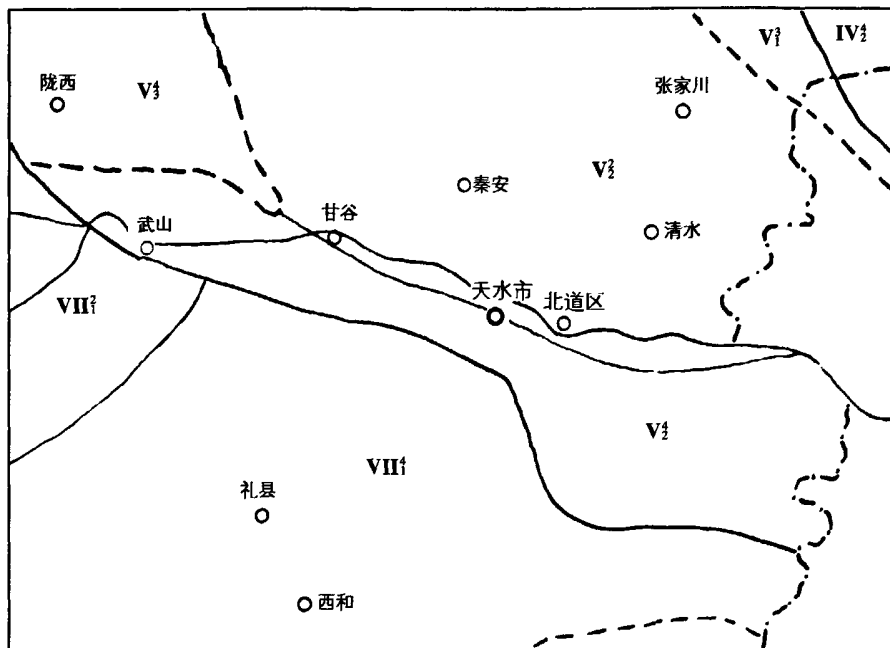 V₁³
IV₂⁴
陇西
V₃⁴
张家川
秦安
V₂²
甘谷
武山
清水
天水市
北道区
VII₁²
V₂⁴
VII₁⁴
礼县
西和